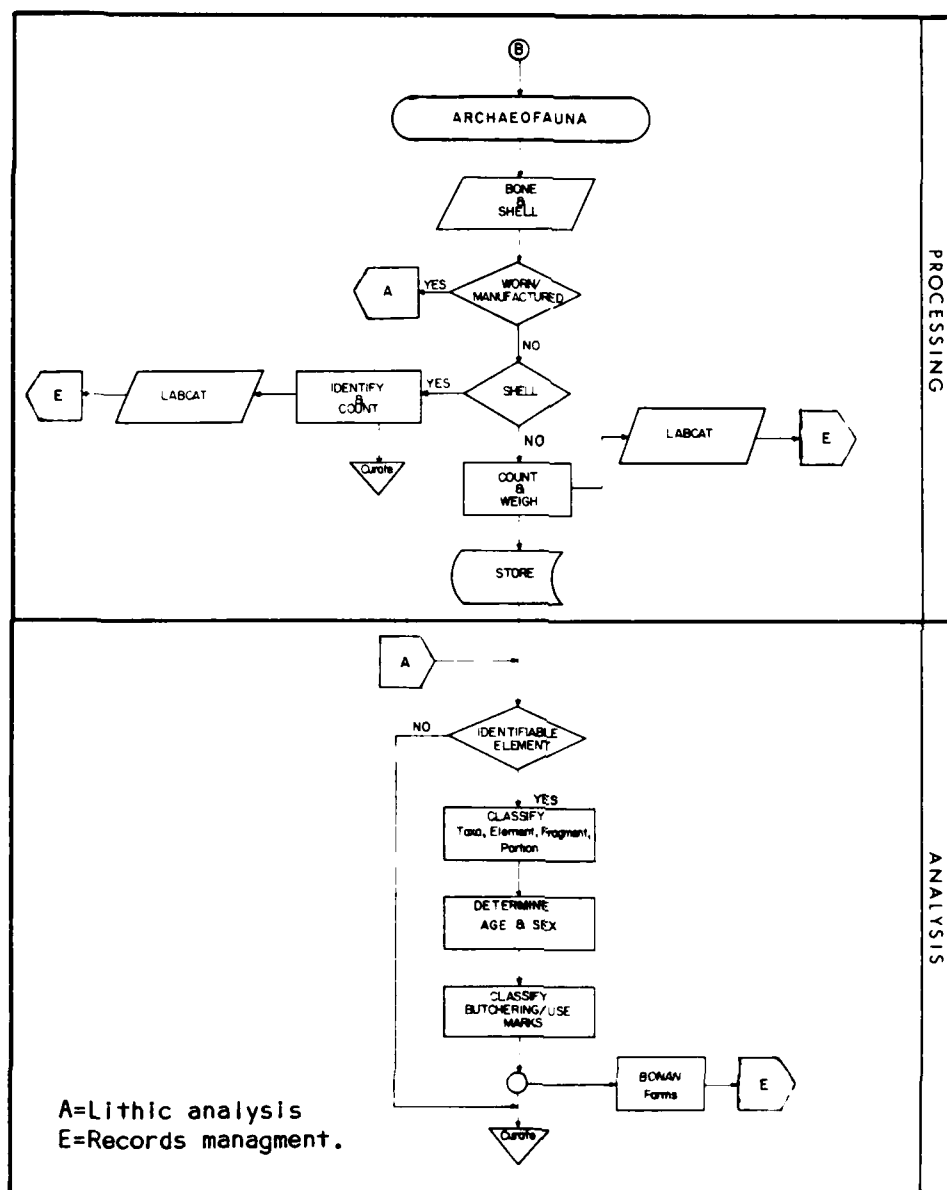 B
ARCHAEOFAUNA
BONE
&
SHELL
WORN/
MANUFACTURED
YES
A
NO
SHELL
YES
IDENTIFY
&
COUNT
LABCAT
E
Curate
NO
LABCAT
E
COUNT
&
WEIGH
STORE
PROCESSING
A
IDENTIFIABLE
ELEMENT
NO
YES
CLASSIFY
Taxa, Element, Fragment,
Portion
DETERMINE
AGE & SEX
CLASSIFY
BUTCHERING/USE
MARKS
BONAN
Forms
E
Curate
ANALYSIS
A=Lithic analysis
E=Records managment.